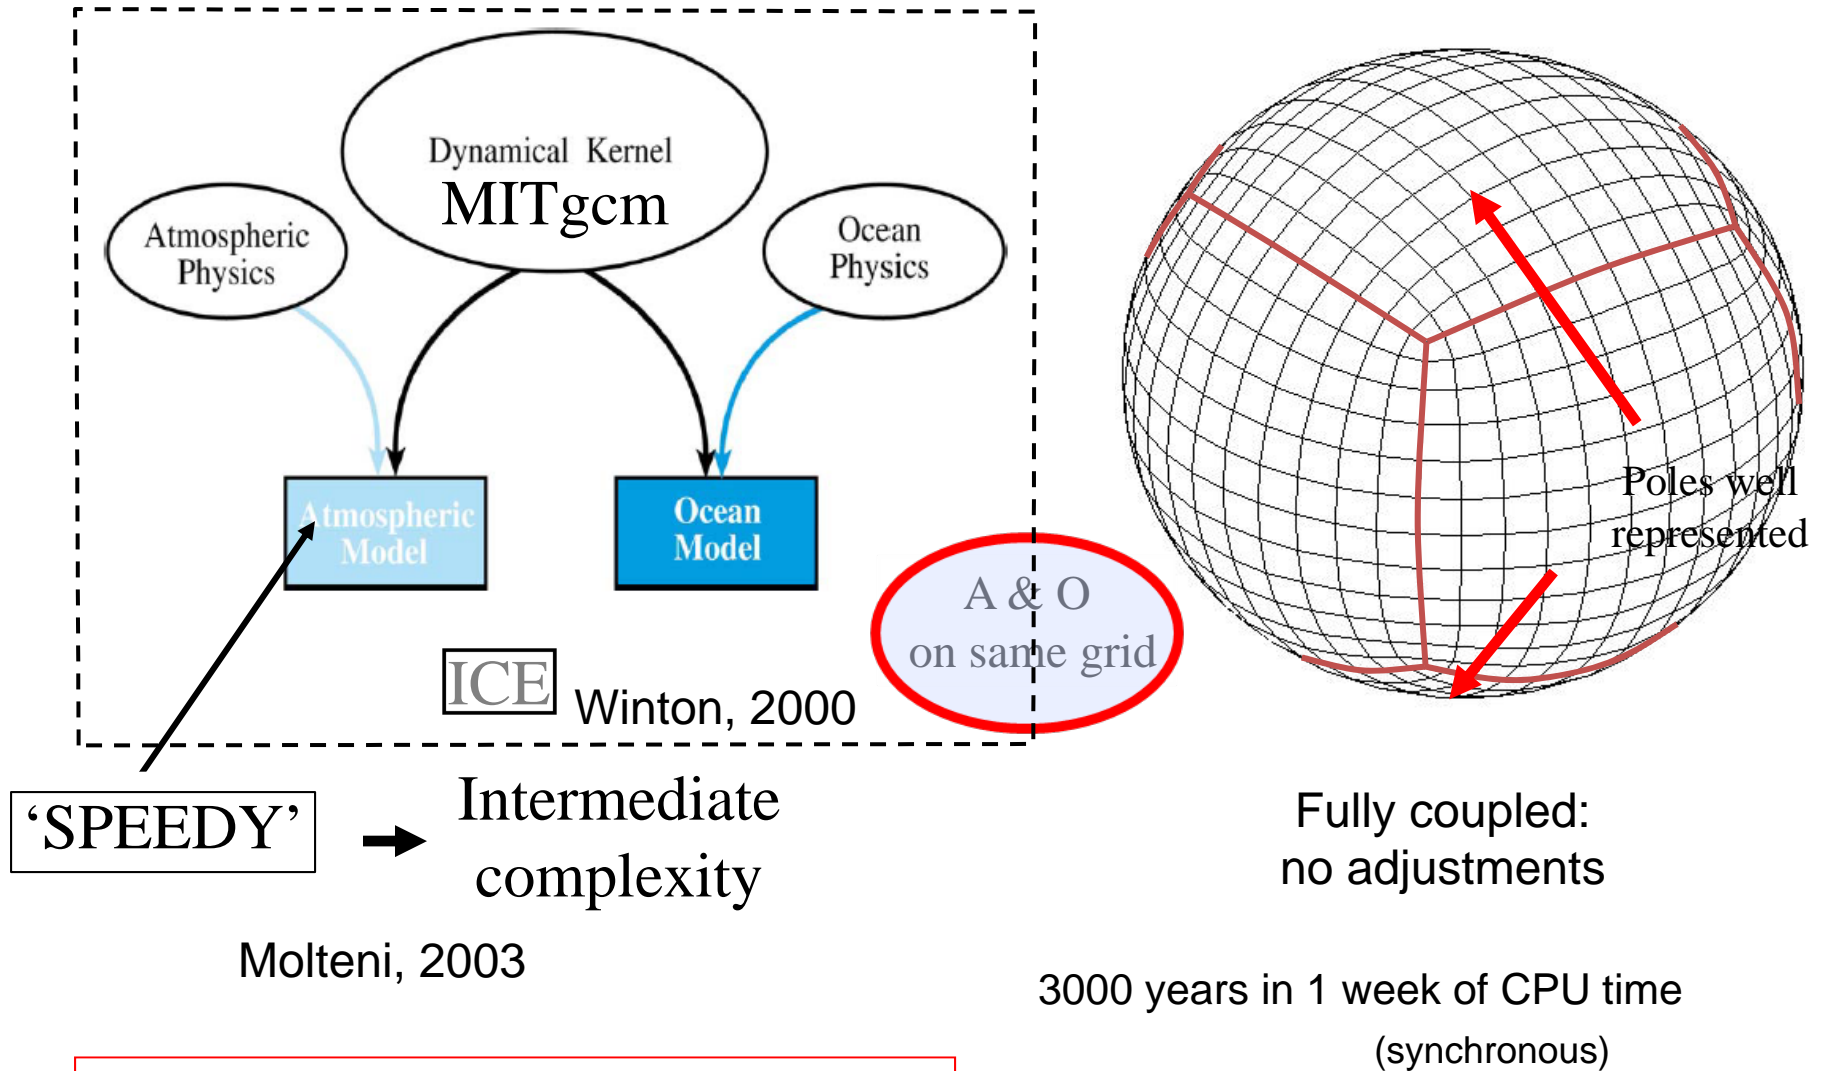 Dynamical Kernel
MITgcm
Atmospheric
Physics
Ocean
Physics
Atmospheric
Model
Ocean
Model
A & O
on same grid
ICE
Winton, 2000
Poles well
represented
‘SPEEDY’
Intermediate
complexity
Molteni, 2003
Fully coupled:
no adjustments
3000 years in 1 week of CPU time
(synchronous)